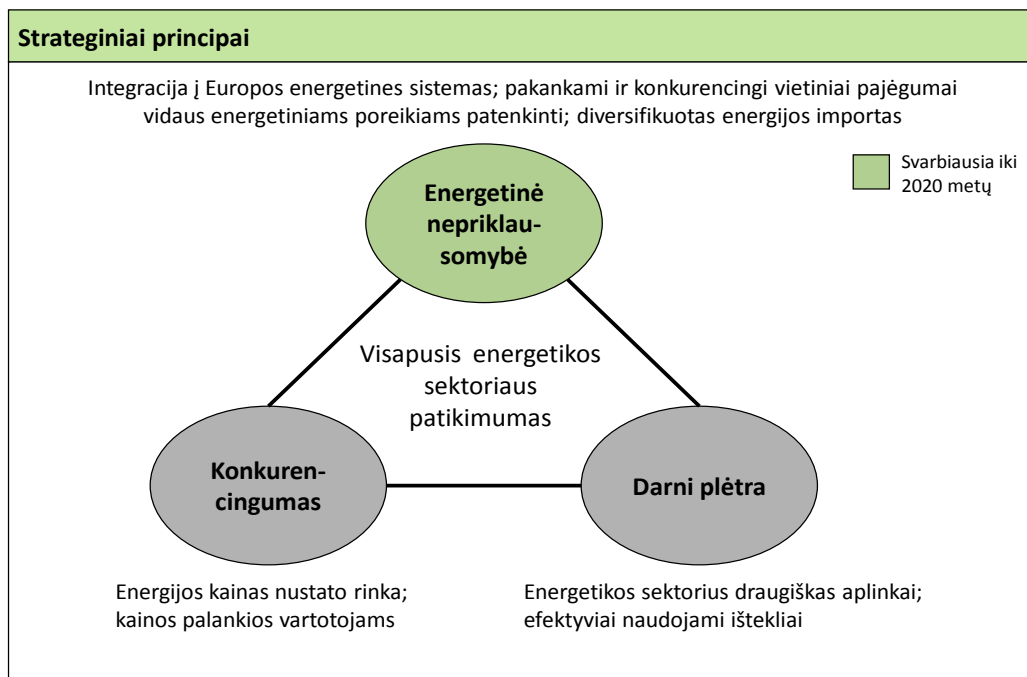 Strateginiai principai
Integracija į Europos energetines sistemas; pakankami ir konkurencingi vietiniai pajėgumai
vidaus energetiniams poreikiams patenkinti; diversifikuotas energijos importas
Svarbiausia iki
2020 metų
Energetinė
nepriklau-
somybė
Visapusis energetikos
sektoriaus
patikimumas
Konkuren-
cingumas
Darni plėtra
Energijos kainas nustato rinka;
kainos palankios vartotojams
Energetikos sektorius draugiškas aplinkai;
efektyviai naudojami ištekliai